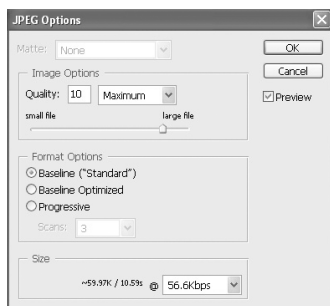 JPEG Options
Matte: None
OK
Image Options
Cancel
Quality: 10 Maximum
Preview
small file large file
Format Options
Baseline ("Standard")
Baseline Optimized
Progressive
Scans: 3
Size
~59.97K / 10.59s @ 56.6Kbps